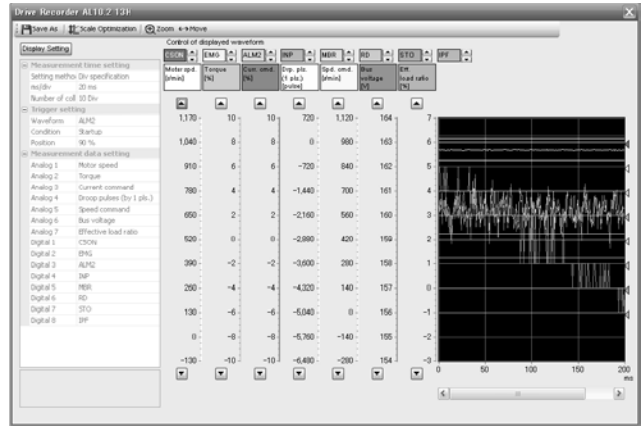 Drive Recorder AL10.2 13H
Save As Scale Optimization Zoom Move
Display Setting
Control of displayed waveform
CSON EMG ALM2 INP MBR RD STO IPF
Measurement time setting
Setting metho Div specification
ms/div 20 ms
Number of coll 10 Div
Trigger setting
Waveform ALM2
Condition Startup
Position 90 %
Measurement data setting
Analog 1 Motor speed
Analog 2 Torque
Analog 3 Current command
Analog 4 Droop pulses (by 1 pls.)
Analog 5 Speed command
Analog 6 Bus voltage
Analog 7 Effective load ratio
Digital 1 CSON
Digital 2 EMG
Digital 3 ALM2
Digital 4 INP
Digital 5 MBR
Digital 6 RD
Digital 7 STO
Digital 8 IPF
Motor spd. Torque Curr. cmd. Drp. pls. Spd. cmd. Bus Eff.
[r/min] [%] [%] (1 pls.) [r/min] voltage load ratio
[pulse] [V] [%]
1,170 10 10 720 1,120 164 7
1,040 8 8 0 980 163 6
910 6 6 -720 840 162 5
780 4 4 -1,440 700 161 4
650 2 2 -2,160 560 160 3
520 0 0 -2,880 420 159 2
390 -2 -2 -3,600 280 158 1
260 -4 -4 -4,320 140 157 0
130 -6 -6 -5,040 0 156 -1
0 -8 -8 -5,760 -140 155 -2
-130 -10 -10 -6,480 -280 154 -3
0 50 100 150 200
ms